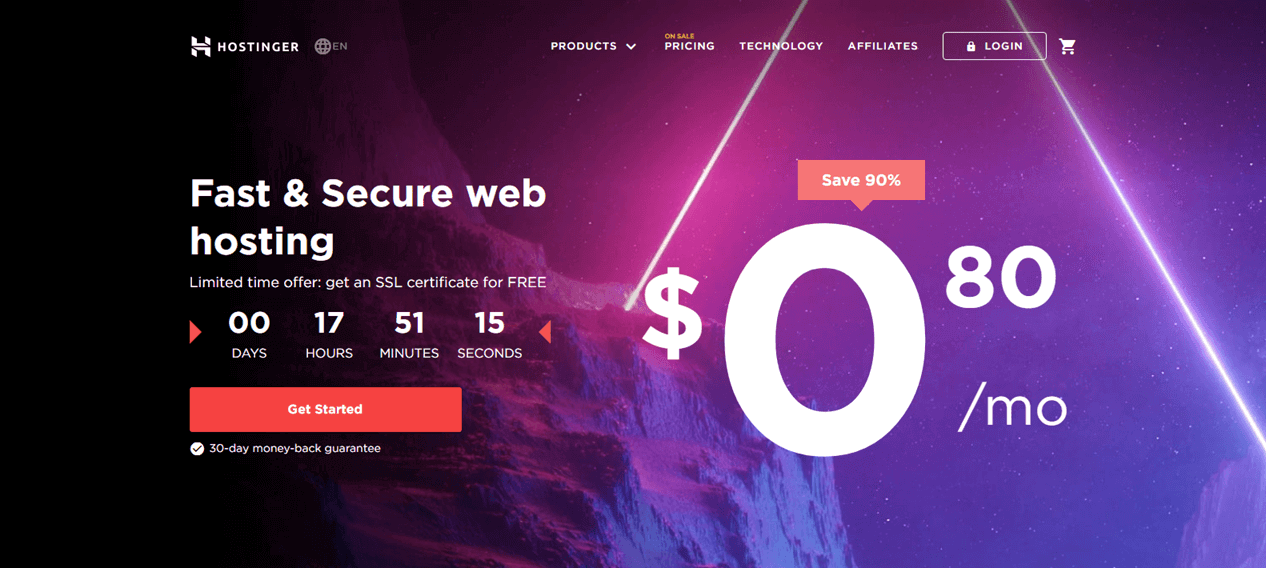 HOSTINGER EN
PRODUCTS
ON SALE
PRICING
TECHNOLOGY
AFFILIATES
LOGIN
Fast & Secure web
hosting
Limited time offer: get an SSL certificate for FREE
00 17 51 15
DAYS HOURS MINUTES SECONDS
Get Started
30-day money-back guarantee
Save 90%
$0 80
/mo